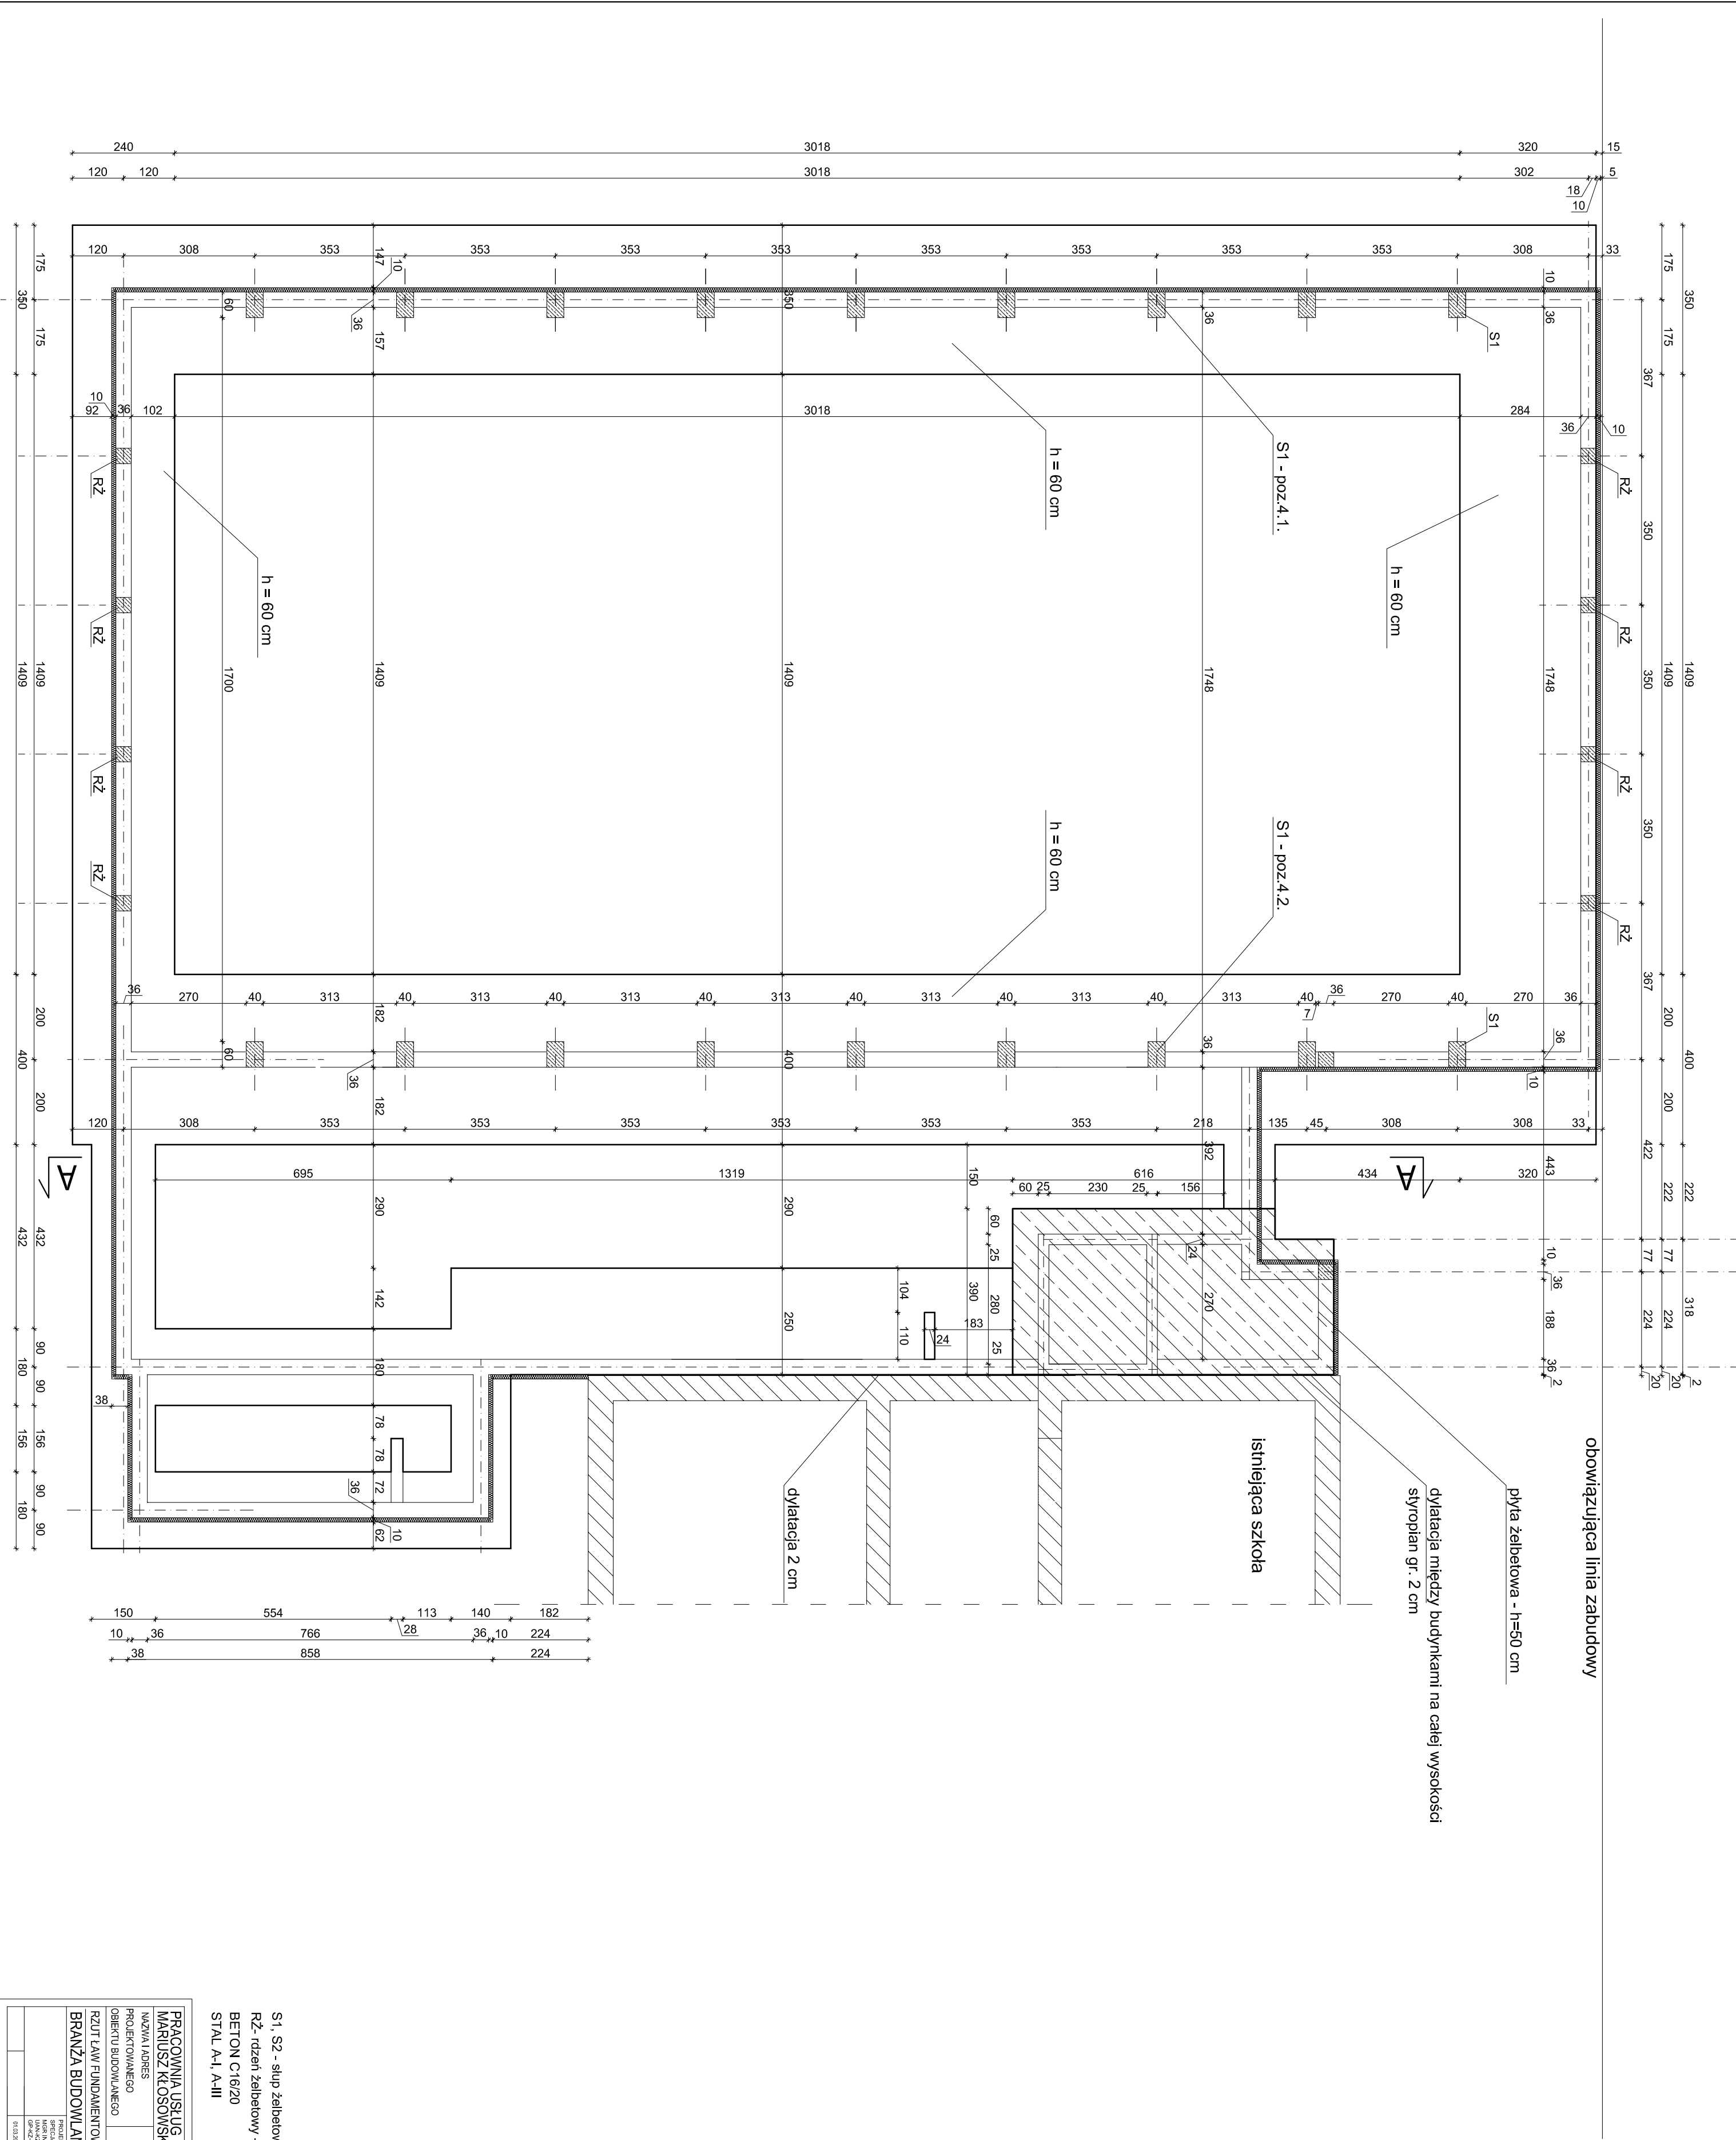 240 3018 320 15
120 120 3018 302 5
18
10
120 308 353 353 353 353 353 353 353 353 308 33
175 350 175
147 10
36
157
60
350
10
36
36
S1
175 350 175 367
10
92 36 102 3018 284 36 10
S1 - poz.4.1.
h = 60 cm
h = 60 cm
h = 60 cm
RŻ
RŻ
RŻ
RŻ
RŻ
RŻ
RŻ
RŻ
350
350
350
367
1409 1409 1700 1409 1409 1748 1748 1409 1409
h = 60 cm
S1 - poz.4.2.
36 270 40 313 40 313 40 313 40 313 40 313 40 313 40 313 40 7 36 270 40 270 36
S1
200 400 200
182
36
182
60
400
36
36
10
200 400 200
120 308 353 353 353 353 353 353 218 135 45 308 308 33
392
443
422
222
222
A
A
695 1319 616 434 320
150
60 25 230 25 156
290
290
60
25
24
390
280
25
270
10
36
188
36
2
77
77
224
224
318
20
20
2
432 432
142
104
110
250
183
24
90 180 90
180
38
156 156
78
78
72
36
10
62
90 180 90
dylatacja 2 cm
istniejąca szkoła
dylatacja między budynkami na całej wysokości
styropian gr. 2 cm
płyta żelbetowa - h=50 cm
obowiązująca linia zabudowy
150 554 113 140 182
28
10 36 766 36 10 224
38 858 224
S1, S2 - słup żelbetow
RŻ- rdzeń żelbetowy -
BETON C16/20
STAL A-I, A-III
PRACOWNIA USŁUG
MARIUSZ KŁOSOWSK
NAZWA I ADRES
PROJEKTOWANEGO
OBIEKTU BUDOWLANEGO
RZUT ŁAW FUNDAMENTOW
BRANŻA BUDOWLAN